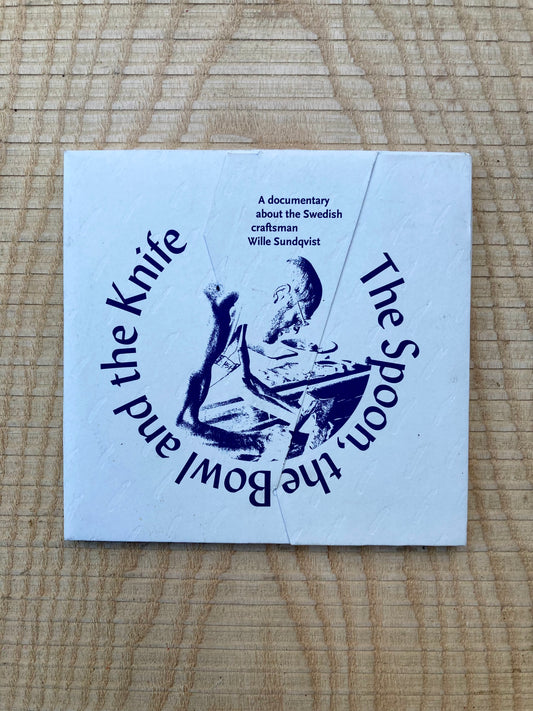 A documentary
about the Swedish
craftsman
Wille Sundqvist
The Spoon, the Bowl and the Knife